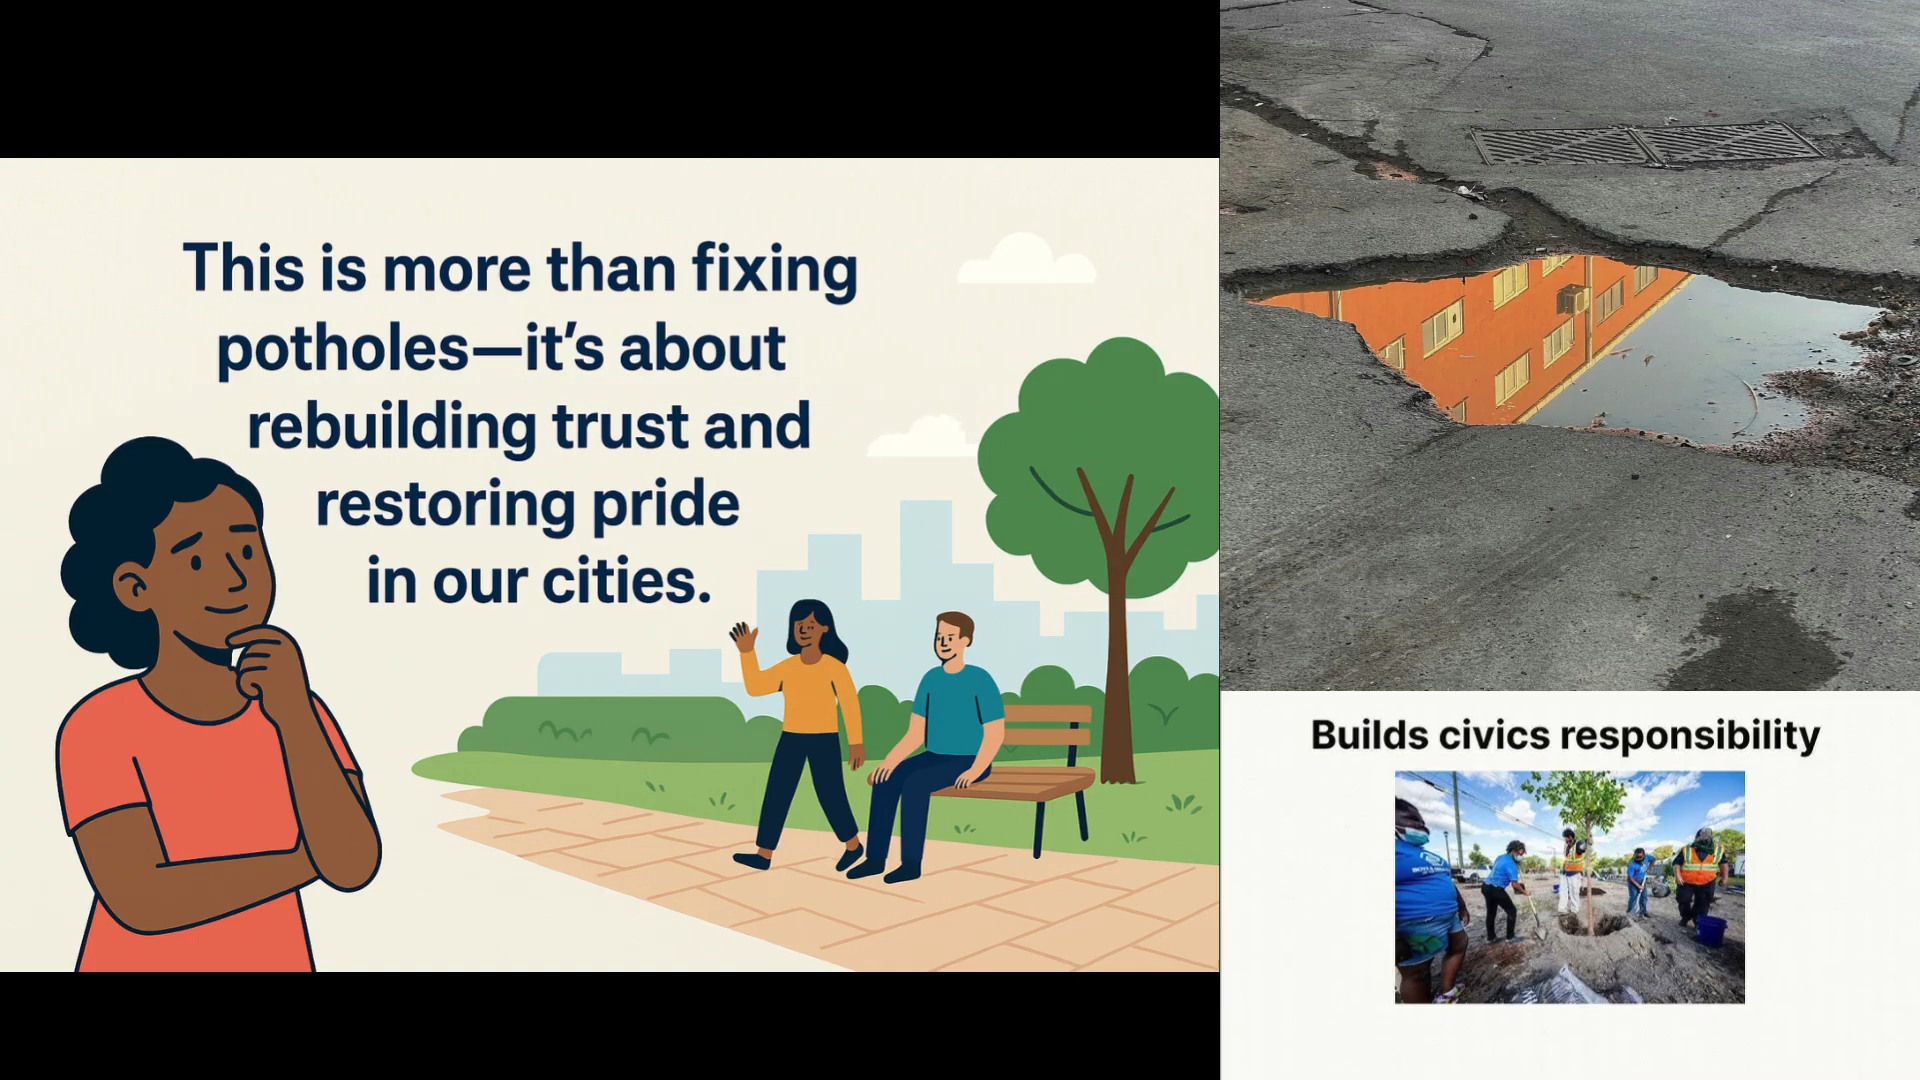 This is more than fixing
potholes—it's about
rebuilding trust and
restoring pride
in our cities.
Builds civics responsibility